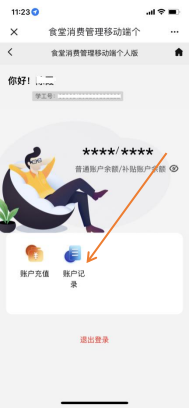 11:23
食堂消费管理移动端个
食堂消费管理移动端个人版
你好！
学工号：
****/****
普通账户余额/补贴账户余额
账户充值
账户记
录
退出登录